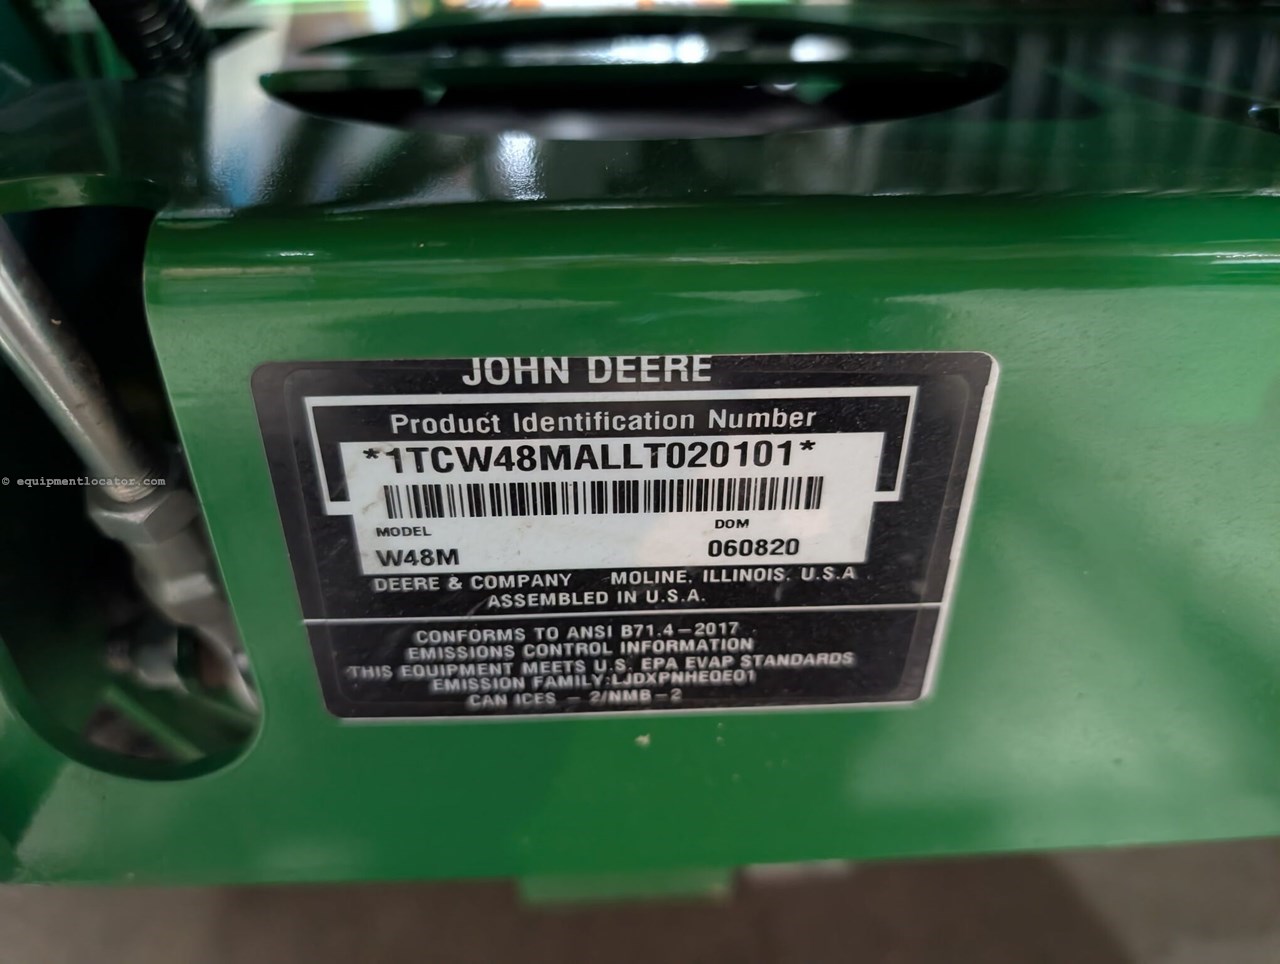 JOHN DEERE
Product Identification Number
*1TCW48MALLT020101*
MODEL DOM
W48M 060820
DEERE & COMPANY MOLINE, ILLINOIS, U.S.A
ASSEMBLED IN U.S.A.
CONFORMS TO ANSI B71.4-2017
EMISSIONS CONTROL INFORMATION
THIS EQUIPMENT MEETS U.S. EPA EVAP STANDARDS
EMISSION FAMILY:LJDXPNHEQE01
CAN ICES - 2/NMB-2
© equipmentlocator.com